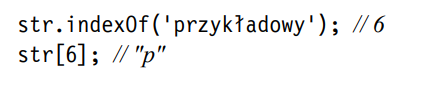 str.indexOf('przykładowy'); // 6
str[6]; // "p"